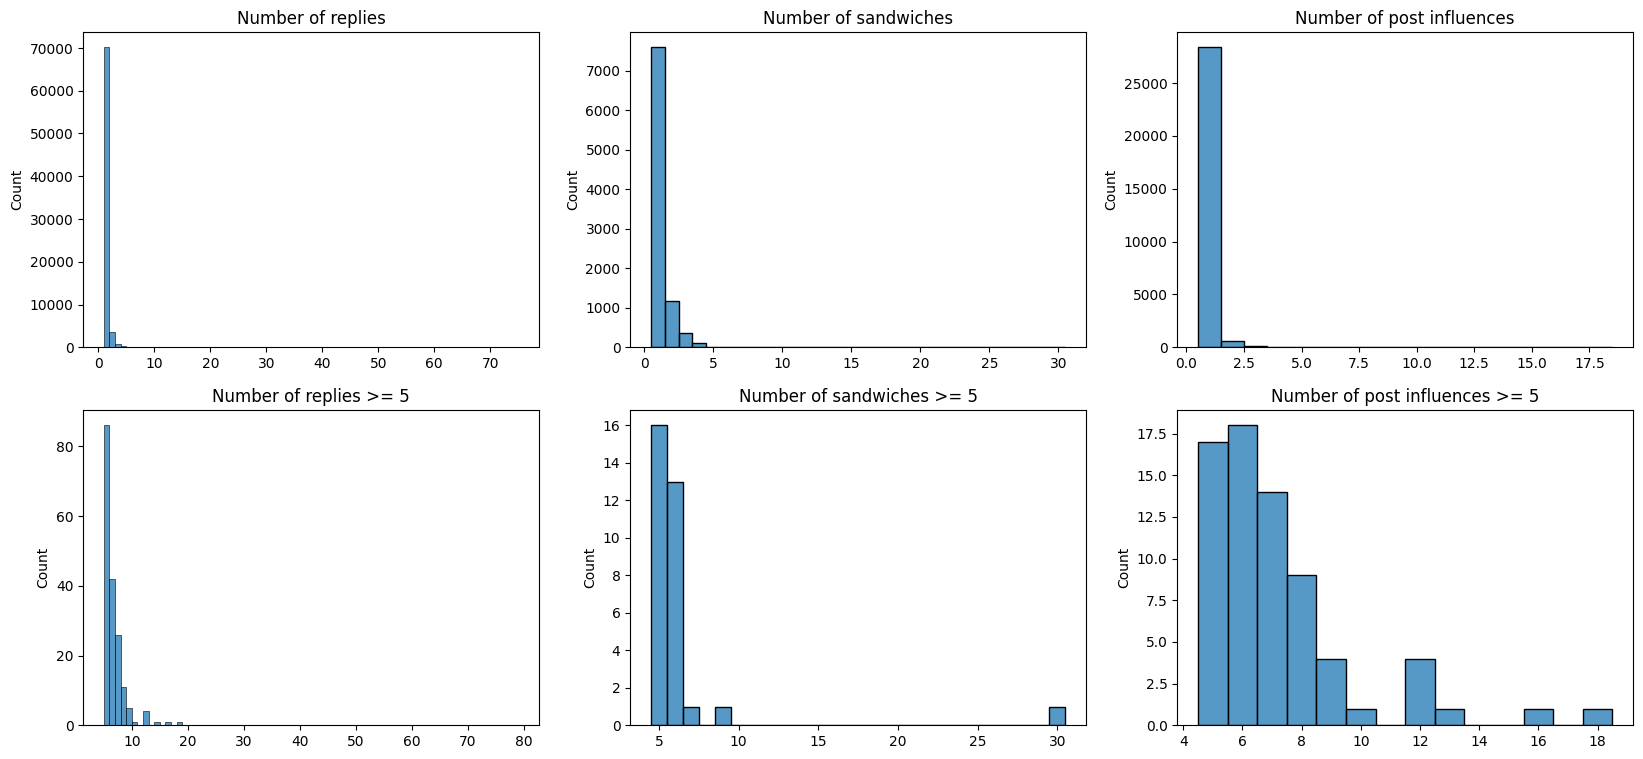 Number of replies
Count
70000
60000
50000
40000
30000
20000
10000
0
0 10 20 30 40 50 60 70
Number of sandwiches
Count
7000
6000
5000
4000
3000
2000
1000
0
0 5 10 15 20 25 30
Number of post influences
Count
25000
20000
15000
10000
5000
0
0.0 2.5 5.0 7.5 10.0 12.5 15.0 17.5
Number of replies >= 5
Count
80
60
40
20
0
10 20 30 40 50 60 70 80
Number of sandwiches >= 5
Count
16
14
12
10
8
6
4
2
0
5 10 15 20 25 30
Number of post influences >= 5
Count
17.5
15.0
12.5
10.0
7.5
5.0
2.5
0.0
4 6 8 10 12 14 16 18